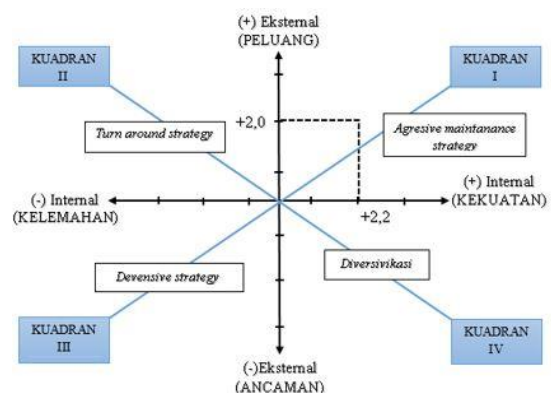 (+) Eksternal
(PELUANG)
KUADRAN
II
KUADRAN
I
Turn around strategy
+2,0
Agresive maintanance
strategy
(-) Internal
(KELEMAHAN)
(+) Internal
(KEKUATAN)
+2,2
Devensive strategy
Diversivikasi
KUADRAN
III
KUADRAN
IV
(-)Eksternal
(ANCAMAN)